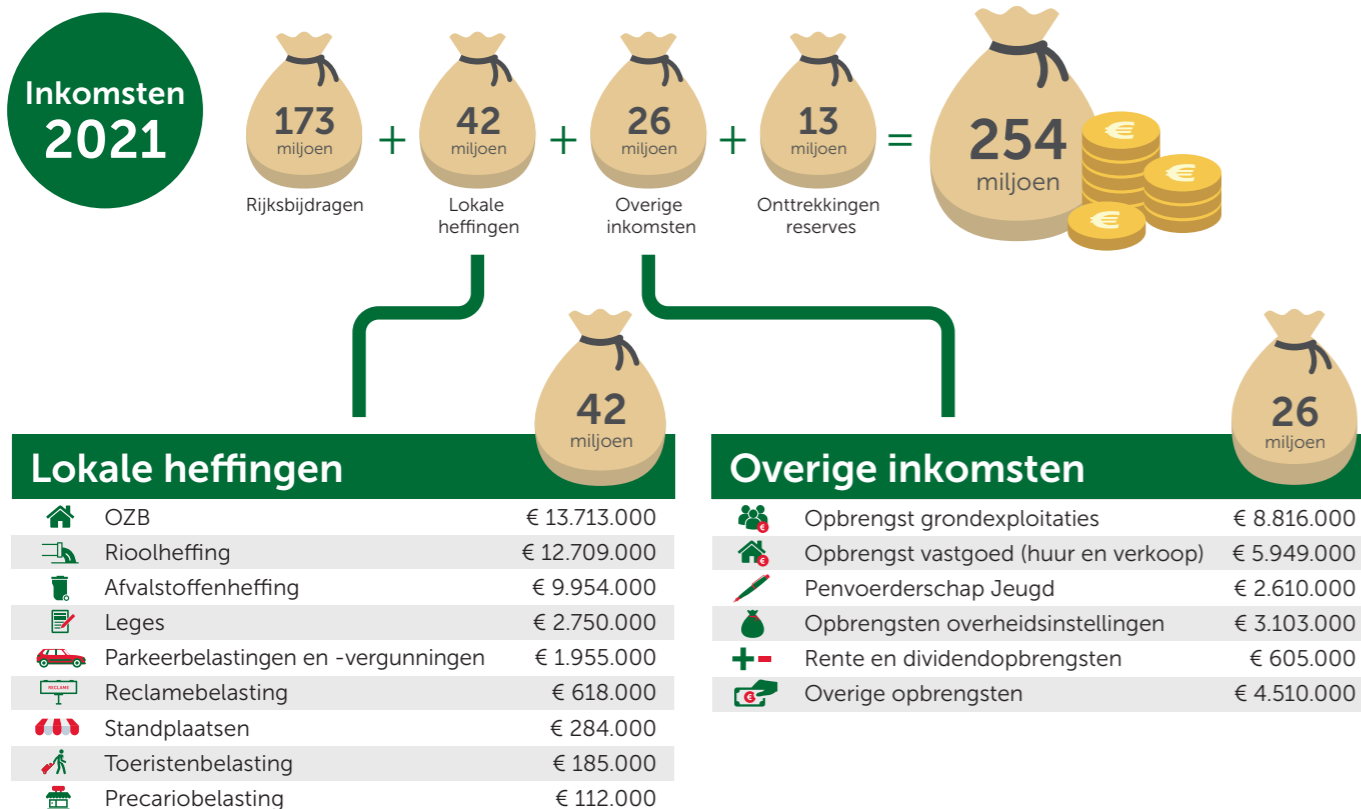 Inkomsten
2021
173
miljoen
+
42
miljoen
+
26
miljoen
+
13
miljoen
=
254
miljoen
Rijksbijdragen
Lokale
heffingen
Overige
inkomsten
Onttrekkingen
reserves
€
€
€
42
miljoen
Lokale heffingen
OZB € 13.713.000
Rioolheffing € 12.709.000
Afvalstoffenheffing € 9.954.000
Leges € 2.750.000
Parkeerbelastingen en -vergunningen € 1.955.000
RECLAME Reclamebelasting € 618.000
Standplaatsen € 284.000
Toeristenbelasting € 185.000
Precariobelasting € 112.000
26
miljoen
Overige inkomsten
€ Opbrengst grondexploitaties € 8.816.000
€ Opbrengst vastgoed (huur en verkoop) € 5.949.000
Penvoerderschap Jeugd € 2.610.000
Opbrengsten overheidsinstellingen € 3.103.000
Rente en dividendopbrengsten € 605.000
€ Overige opbrengsten € 4.510.000